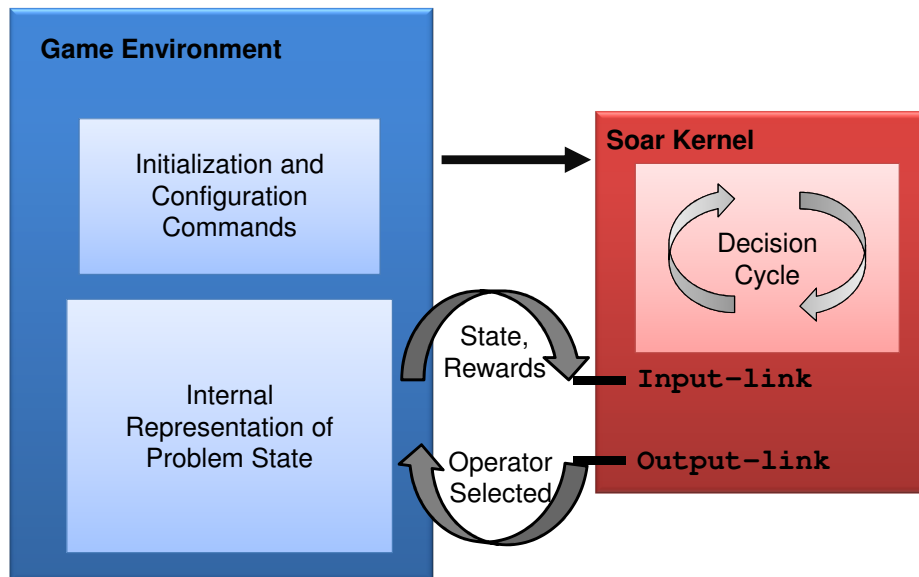 Game Environment
Initialization and
Configuration
Commands
Internal
Representation of
Problem State
State,
Rewards
Operator
Selected
Soar Kernel
Decision
Cycle
Input-link
Output-link